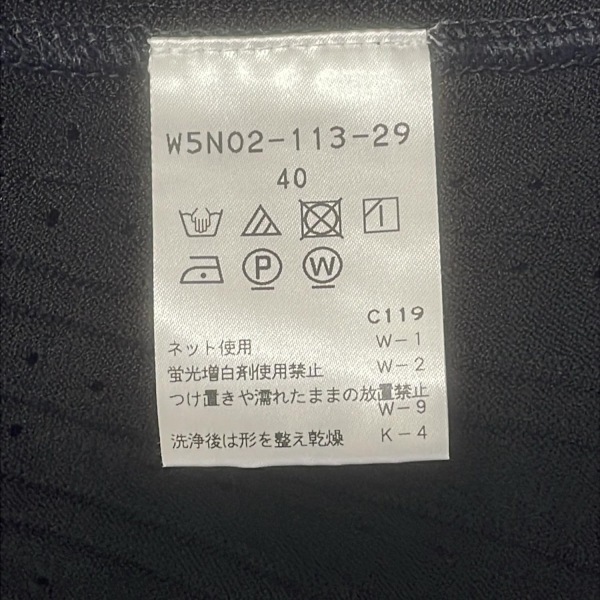 W5N02-113-29
40
P W
C119
ネット使用 W-1
蛍光増白剤使用禁止 W-2
つけ置きや濡れたままの放置禁止
W-9
洗浄後は形を整え乾燥 K-4